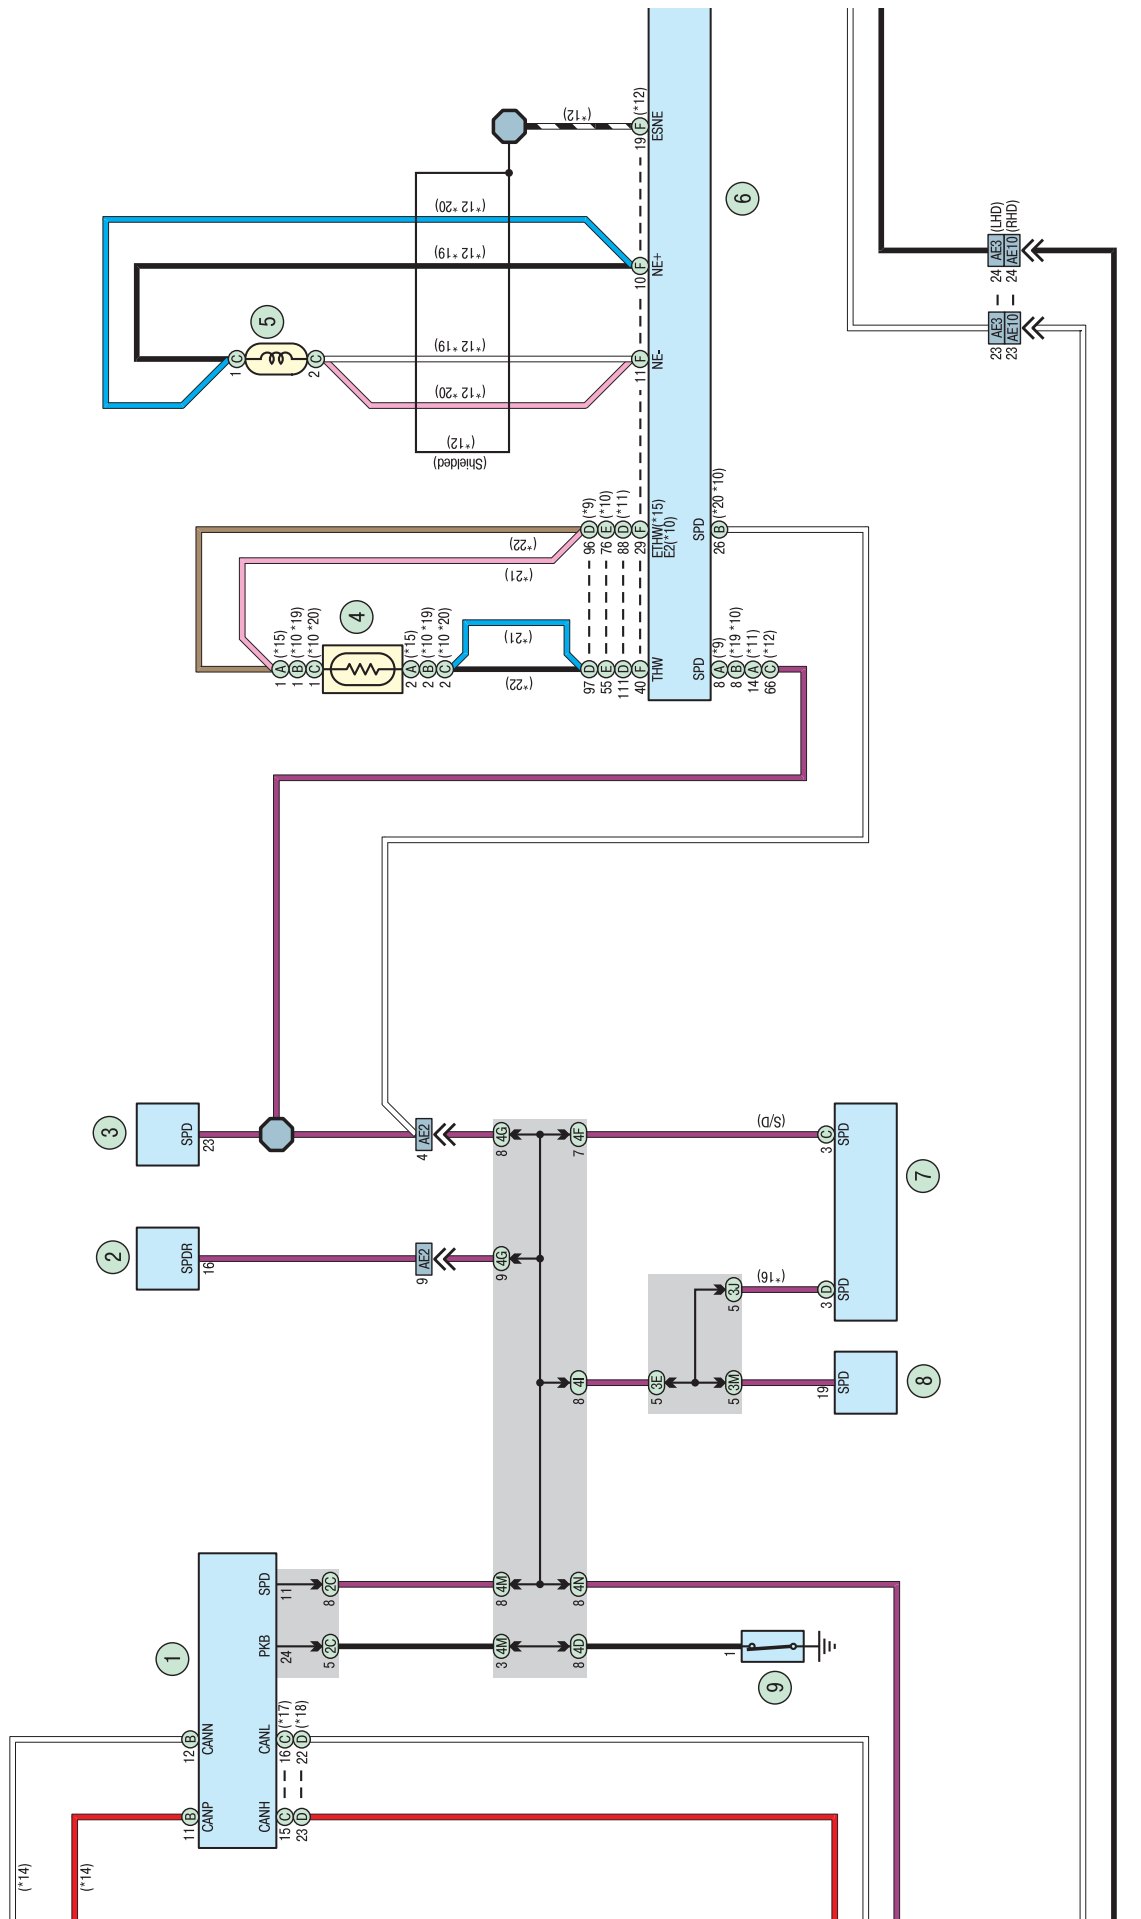 19 F (*12)
ESNE
(*12)
(*12 *20)
(*12 *19)
10 F
NE+
5
1 C
2 C
(*12 *19)
11 F
NE-
(*12 *20)
(*12)
(Shielded)
6
24 AE3 (LHD)
24 AE10 (RHD)
23 AE3
23 AE10
96 D (*9)
76 E (*10)
88 D (*11)
29 F
ETHW(*15)
E2(*10)
SPD
26 B (*20 *10)
(*22)
(*21)
4
1 A (*15)
1 B (*10 *19)
1 C (*10 *20)
2 A (*15)
2 B (*10 *19)
2 C (*10 *20)
(*21)
(*22)
97 D
55 E
111 D
40 F
THW
SPD
8 A (*9)
8 B (*19 *10)
14 A (*11)
66 C (*12)
3
SPD
23
4 AE2
8 4G
7 4F
(S/D)
3 C
SPD
7
2
SPDR
16
9 AE2
9 4G
5 3J
(*16)
3 D
SPD
8 4I
5 3E
5 3M
19
SPD
8
1
SPD
11
8 2C
8 4M
8 4N
PKB
24
5 2C
3 4M
8 4D
1
9
12 B
CANN
CANL
16 C (*17)
22 D (*18)
11 B
CANP
CANH
15 C
23 D
(*14)
(*14)